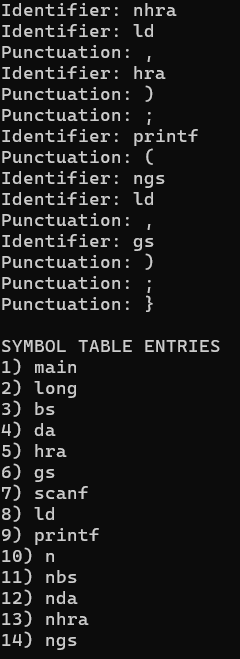 Identifier: nhra
Identifier: ld
Punctuation: ,
Identifier: hra
Punctuation: )
Punctuation: ;
Identifier: printf
Punctuation: (
Identifier: ngs
Identifier: ld
Punctuation: ,
Identifier: gs
Punctuation: )
Punctuation: ;
Punctuation: }
SYMBOL TABLE ENTRIES
1) main
2) long
3) bs
4) da
5) hra
6) gs
7) scanf
8) ld
9) printf
10) n
11) nbs
12) nda
13) nhra
14) ngs